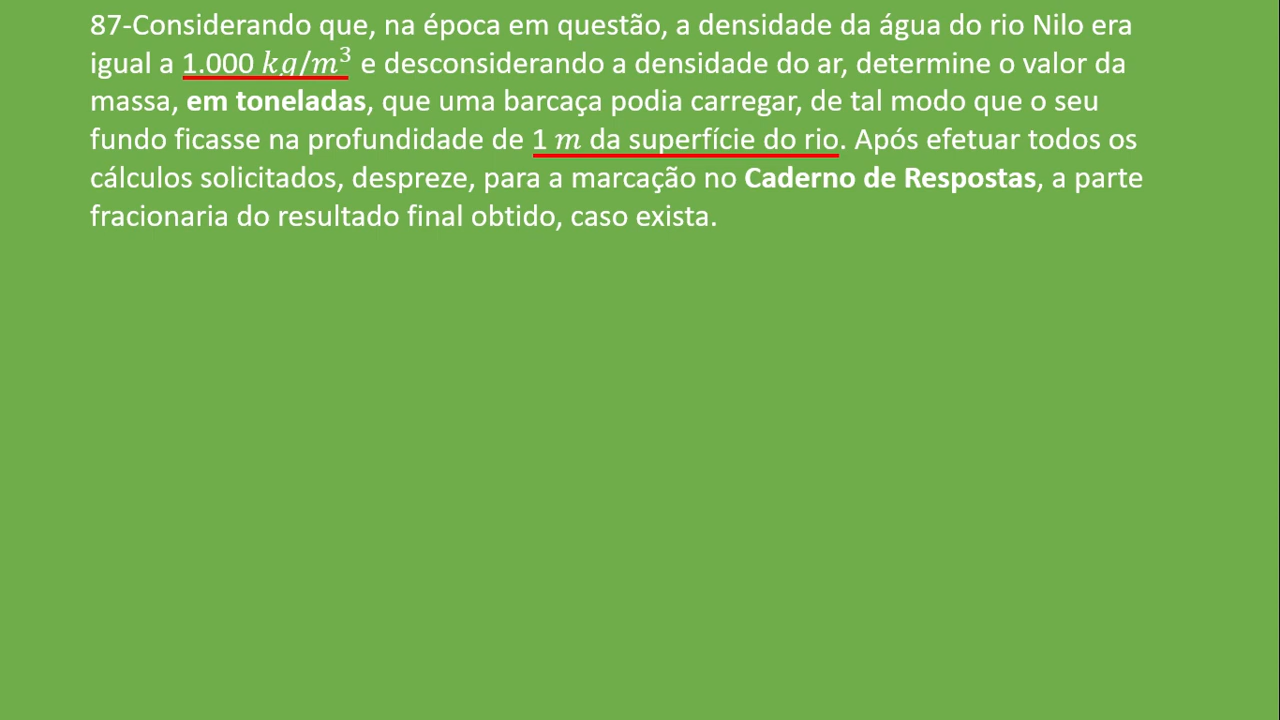 87-Considerando que, na época em questão, a densidade da água do rio Nilo era
igual a 1.000 kg/m³ e desconsiderando a densidade do ar, determine o valor da
massa, em toneladas, que uma barcaça podia carregar, de tal modo que o seu
fundo ficasse na profundidade de 1 m da superfície do rio. Após efetuar todos os
cálculos solicitados, despreze, para a marcação no Caderno de Respostas, a parte
fracionaria do resultado final obtido, caso exista.